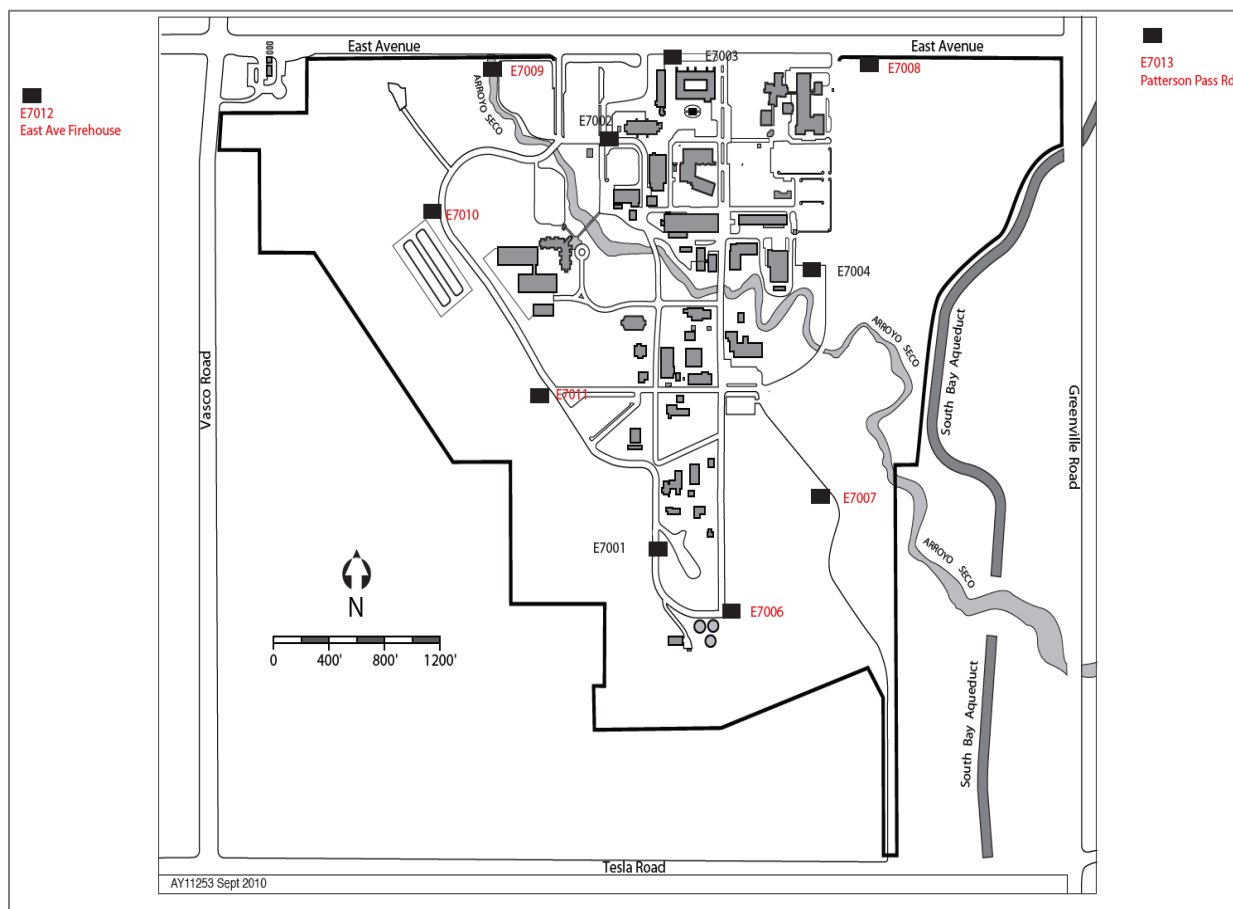 East Avenue
East Avenue
E7003
E7009
E7008
E7013
Patterson Pass Rd
E7012
East Ave Firehouse
ARROYO SECO
E7002
E7010
E7004
ARROYO SECO
South Bay Aqueduct
Vasco Road
Greenville Road
E7011
E7007
E7001
ARROYO SECO
E7006
N
0 400' 800' 1200'
South Bay Aqueduct
Tesla Road
AY11253 Sept 2010